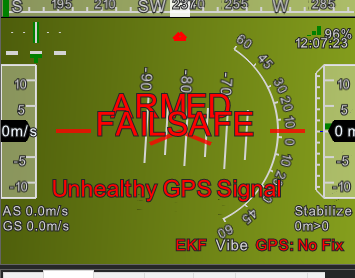 S 195 210 SW 237 0 255 W 285
96%
12:07:23
60 45 30 20 10 0 10 20 30 45 60
-90 -80 -70
10 10
5 5
ARMED
FAILSAFE
0m/s 0 m
-5 -5
-10 -10
Unhealthy GPS Signal
AS 0.0m/s Stabilize
GS 0.0m/s 0m>0
EKF Vibe GPS: No Fix